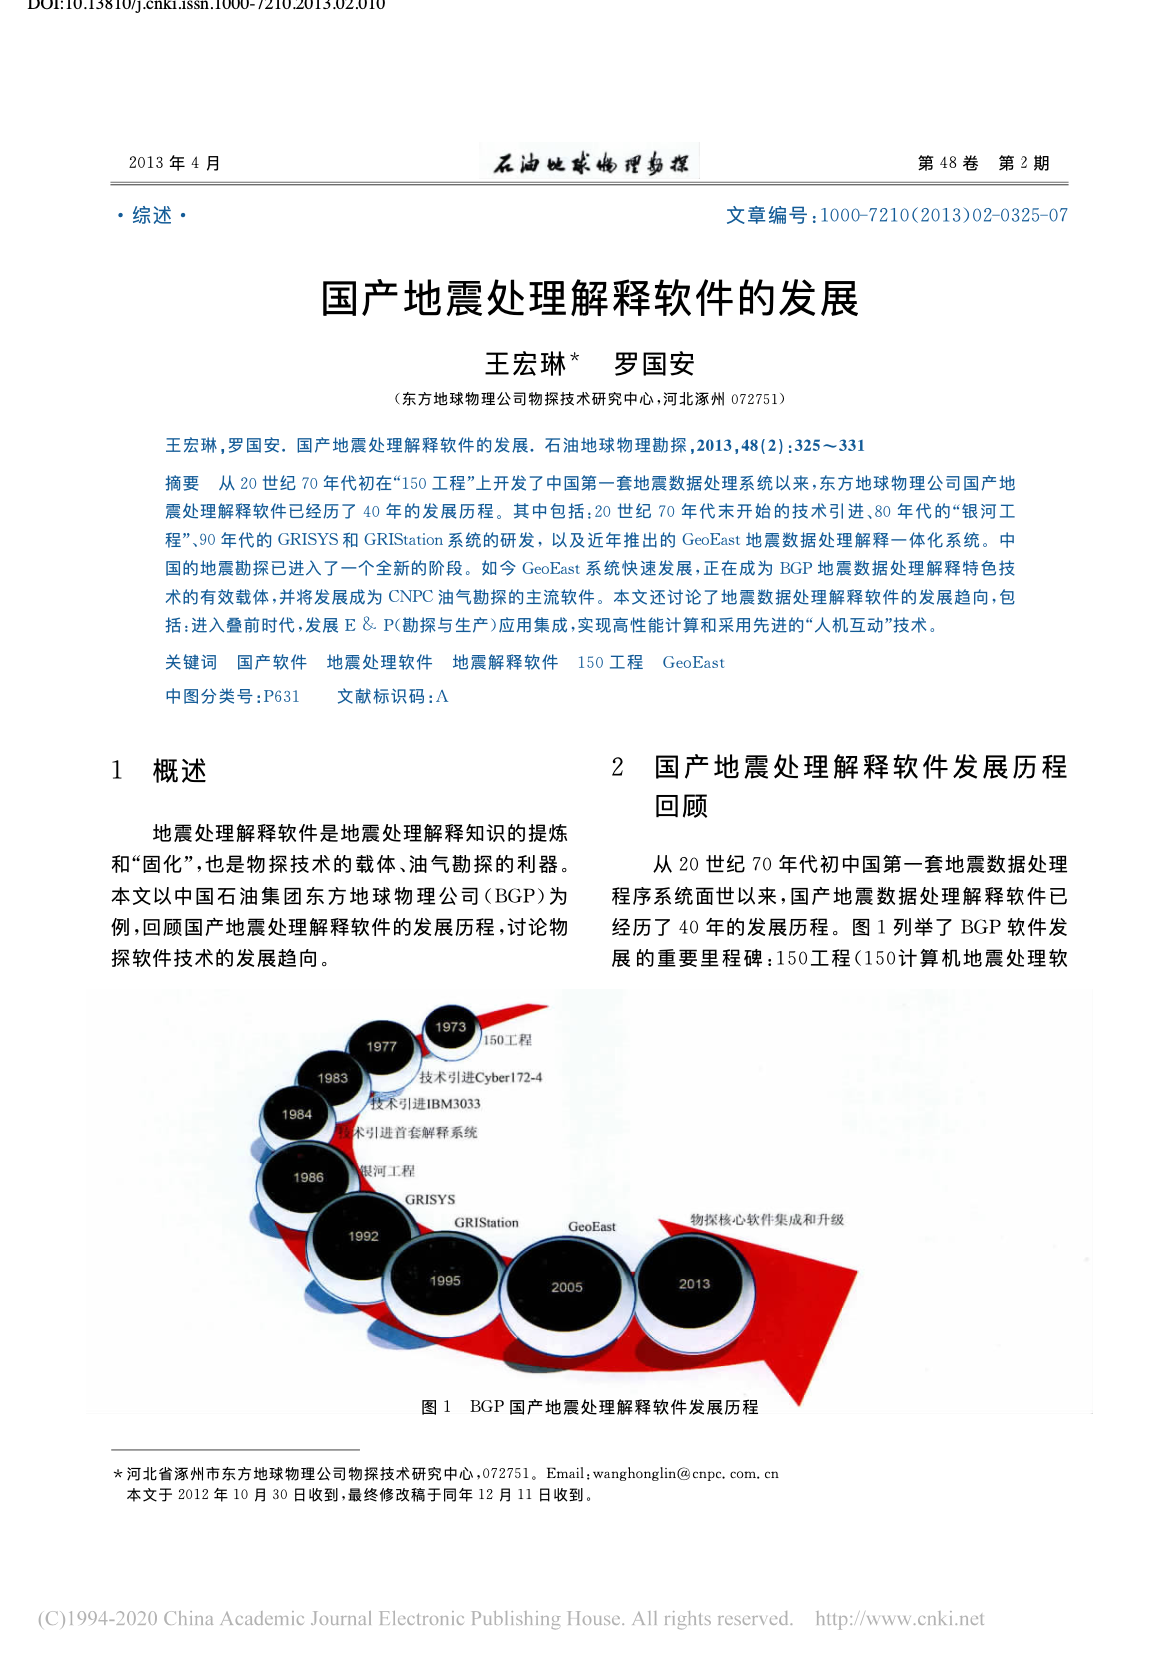 DOI:10.13810/j.cnki.issn.1000-7210.2013.02.010
2013 年 4 月
石油地球物理勘探
第 48 卷　第 2 期
·综述·
文章编号:1000-7210(2013)02-0325-07
国产地震处理解释软件的发展
王宏琳*　罗国安
(东方地球物理公司物探技术研究中心,河北涿州 072751)
王宏琳,罗国安. 国产地震处理解释软件的发展. 石油地球物理勘探,2013,48(2):325～331
摘要　从 20 世纪 70 年代初在“150 工程”上开发了中国第一套地震数据处理系统以来,东方地球物理公司国产地
震处理解释软件已经历了 40 年的发展历程。其中包括:20 世纪 70 年代末开始的技术引进、80 年代的“银河工
程”、90 年代的 GRISYS 和 GRIStation 系统的研发, 以及近年推出的 GeoEast 地震数据处理解释一体化系统。中
国的地震勘探已进入了一个全新的阶段。如今 GeoEast 系统快速发展,正在成为 BGP 地震数据处理解释特色技
术的有效载体,并将发展成为 CNPC 油气勘探的主流软件。本文还讨论了地震数据处理解释软件的发展趋向,包
括:进入叠前时代,发展 E & P(勘探与生产)应用集成,实现高性能计算和采用先进的“人机互动”技术。
关键词　国产软件　地震处理软件　地震解释软件　150 工程　GeoEast
中图分类号:P631　　文献标识码:A
1　概述
地震处理解释软件是地震处理解释知识的提炼
和“固化”,也是物探技术的载体、油气勘探的利器。
本文以中国石油集团东方地球物理公司(BGP)为
例,回顾国产地震处理解释软件的发展历程,讨论物
探软件技术的发展趋向。
2　国产地震处理解释软件发展历程
回顾
从 20 世纪 70 年代初中国第一套地震数据处理
程序系统面世以来,国产地震数据处理解释软件已
经历了 40 年的发展历程。图 1 列举了 BGP 软件发
展的重要里程碑:150工程(150计算机地震处理软
1973
150工程
1977
技术引进Cyber172-4
1983
技术引进IBM3033
1984
技术引进首套解释系统
1986
银河工程
1992
GRISYS
1995
GRIStation
2005
GeoEast
2013
物探核心软件集成和升级
图 1　BGP 国产地震处理解释软件发展历程
*河北省涿州市东方地球物理公司物探技术研究中心,072751。Email:wanghonglin@cnpc.com.cn
本文于 2012 年 10 月 30 日收到,最终修改稿于同年 12 月 11 日收到。
(C)1994-2020 China Academic Journal Electronic Publishing House. All rights reserved.　http://www.cnki.net